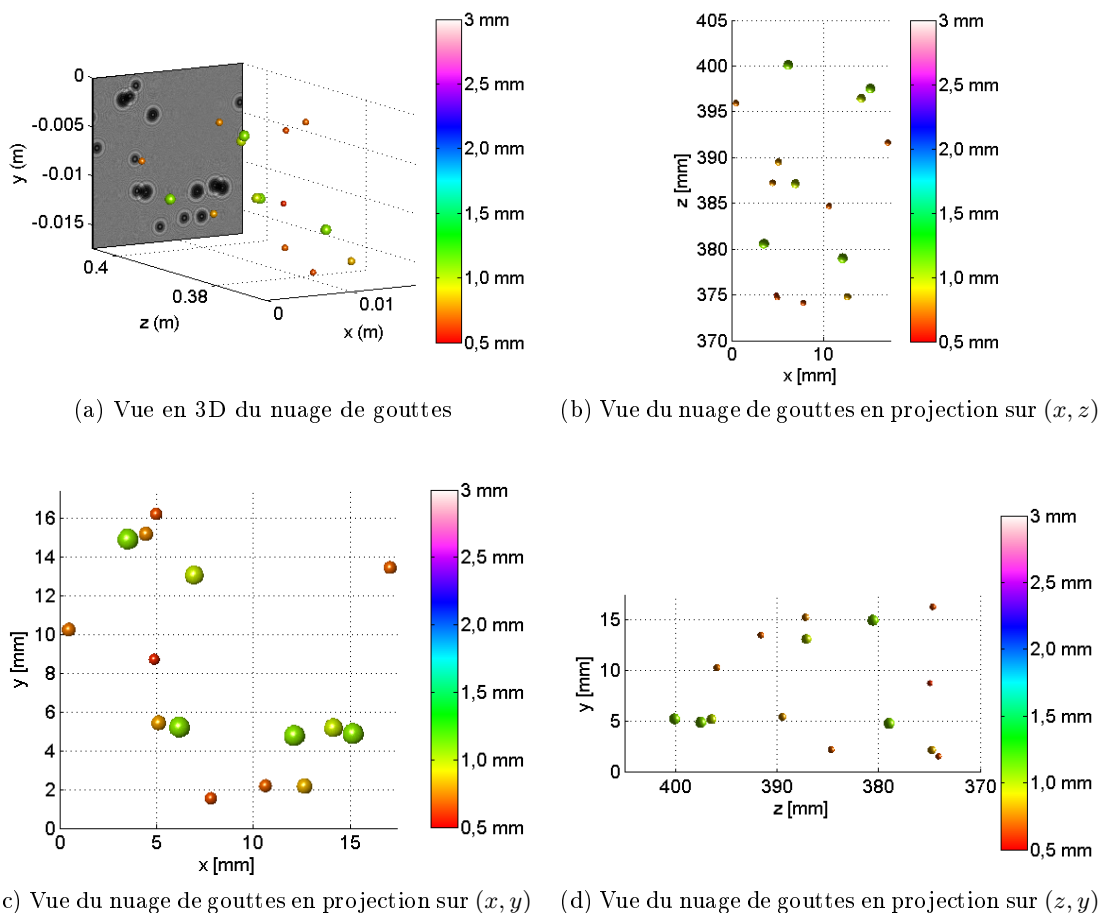 3 mm
2,5 mm
2,0 mm
1,5 mm
1,0 mm
0,5 mm
0
-0.005
-0.01
-0.015
y (m)
0.4
0.38
z (m)
0
0.01
x (m)
(a) Vue en 3D du nuage de gouttes
405
400
395
390
385
380
375
370
z [mm]
0
10
x [mm]
3 mm
2,5 mm
2,0 mm
1,5 mm
1,0 mm
0,5 mm
(b) Vue du nuage de gouttes en projection sur (x, z)
16
14
12
10
8
6
4
2
0
y [mm]
0
5
10
15
x [mm]
3 mm
2,5 mm
2,0 mm
1,5 mm
1,0 mm
0,5 mm
c) Vue du nuage de gouttes en projection sur (x, y)
15
10
5
0
y [mm]
400
390
380
370
z [mm]
3 mm
2,5 mm
2,0 mm
1,5 mm
1,0 mm
0,5 mm
(d) Vue du nuage de gouttes en projection sur (z, y)